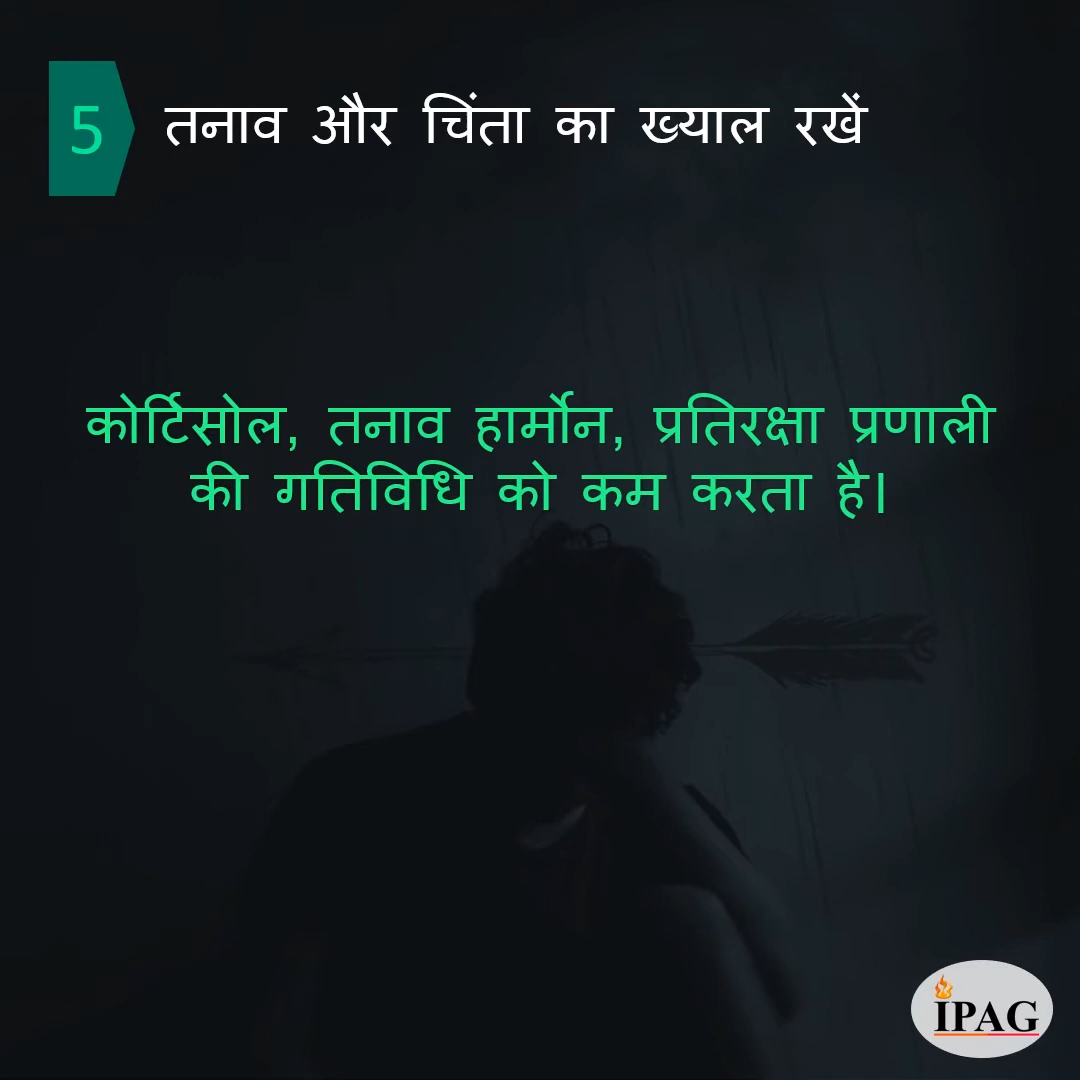 5
तनाव और चिंता का ख्याल रखें
कोर्टिसोल, तनाव हार्मोन, प्रतिरक्षा प्रणाली
की गतिविधि को कम करता है।
IPAG